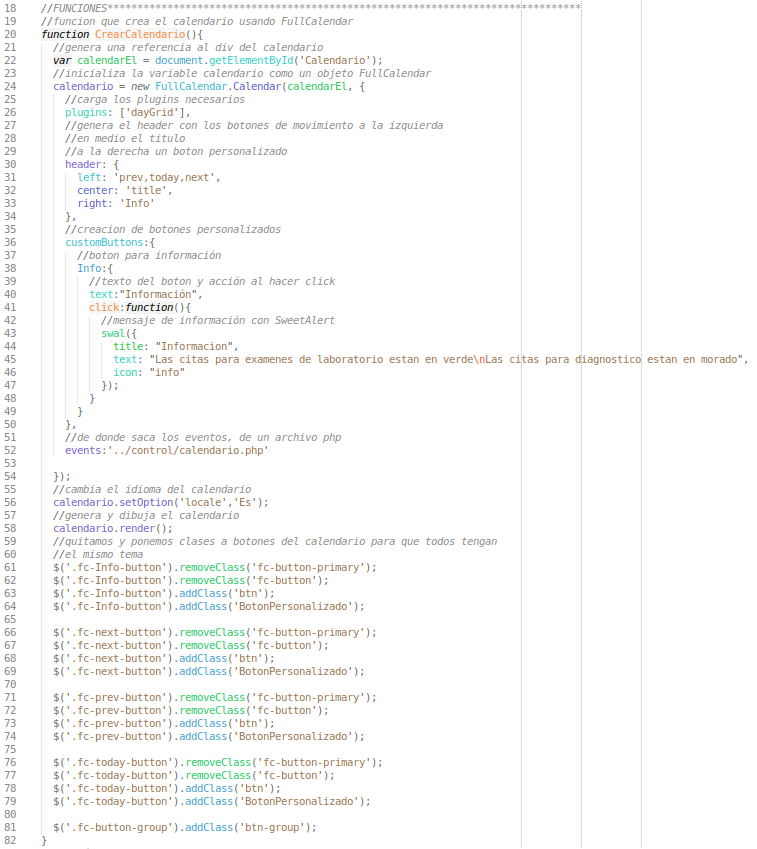 18 //FUNCIONES*******************************************************************************
19 //funcion que crea el calendario usando FullCalendar
20 function CrearCalendario(){
21 //genera una referencia al div del calendario
22 var calendarEl = document.getElementById('Calendario');
23 //inicializa la variable calendario como un objeto FullCalendar
24 calendario = new FullCalendar.Calendar(calendarEl, {
25 //carga los plugins necesarios
26 plugins: ['dayGrid'],
27 //genera el header con los botones de movimiento a la izquierda
28 //en medio el titulo
29 //a la derecha un boton personalizado
30 header: {
31 left: 'prev,today,next',
32 center: 'title',
33 right: 'Info'
34 },
35 //creacion de botones personalizados
36 customButtons:{
37 //boton para información
38 Info:{
39 //texto del boton y acción al hacer click
40 text:"Información",
41 click:function(){
42 //mensaje de información con SweetAlert
43 swal({
44 title: "Informacion",
45 text: "Las citas para examenes de laboratorio estan en verde\nLas citas para diagnostico estan en morado",
46 icon: "info"
47 });
48 }
49 }
50 },
51 //de donde saca los eventos, de un archivo php
52 events:'../control/calendario.php'
53
54 });
55 //cambia el idioma del calendario
56 calendario.setOption('locale','Es');
57 //genera y dibuja el calendario
58 calendario.render();
59 //quitamos y ponemos clases a botones del calendario para que todos tengan
60 //el mismo tema
61 $('.fc-Info-button').removeClass('fc-button-primary');
62 $('.fc-Info-button').removeClass('fc-button');
63 $('.fc-Info-button').addClass('btn');
64 $('.fc-Info-button').addClass('BotonPersonalizado');
65
66 $('.fc-next-button').removeClass('fc-button-primary');
67 $('.fc-next-button').removeClass('fc-button');
68 $('.fc-next-button').addClass('btn');
69 $('.fc-next-button').addClass('BotonPersonalizado');
70
71 $('.fc-prev-button').removeClass('fc-button-primary');
72 $('.fc-prev-button').removeClass('fc-button');
73 $('.fc-prev-button').addClass('btn');
74 $('.fc-prev-button').addClass('BotonPersonalizado');
75
76 $('.fc-today-button').removeClass('fc-button-primary');
77 $('.fc-today-button').removeClass('fc-button');
78 $('.fc-today-button').addClass('btn');
79 $('.fc-today-button').addClass('BotonPersonalizado');
80
81 $('.fc-button-group').addClass('btn-group');
82 }